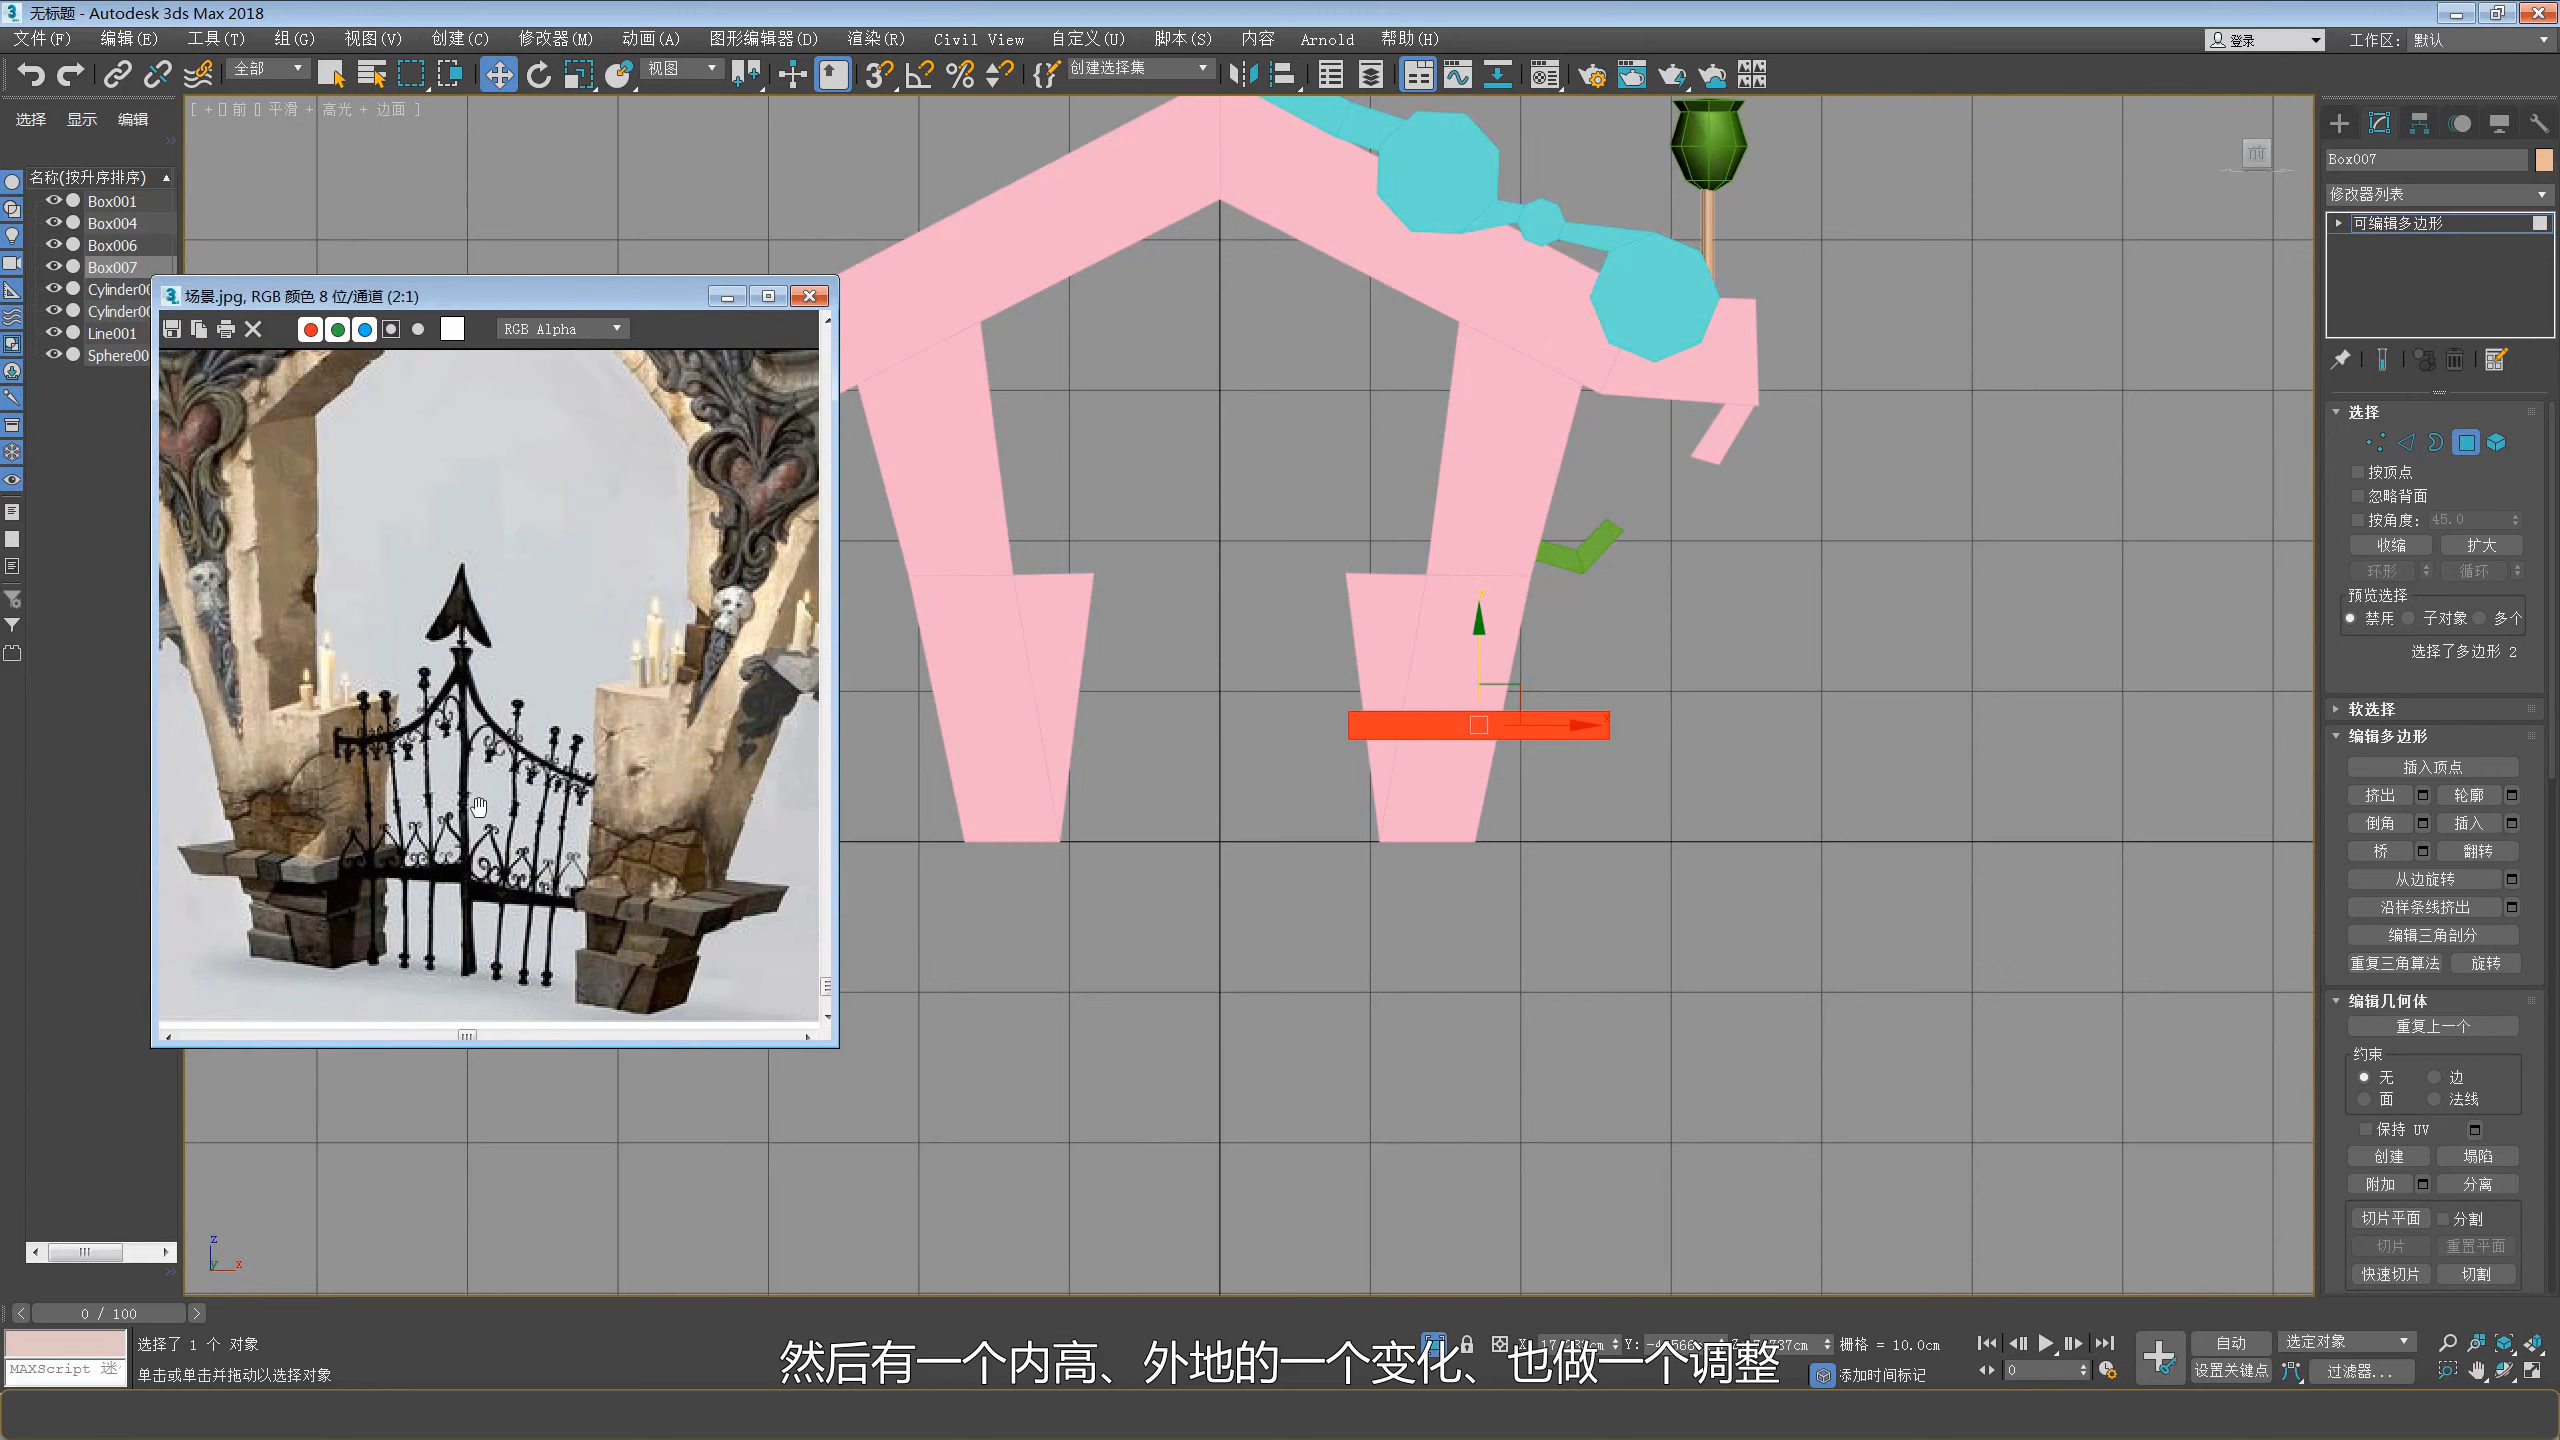 无标题 - Autodesk 3ds Max 2018
文件(F) 编辑(E) 工具(T) 组(G) 视图(V) 创建(C) 修改器(M) 动画(A) 图形编辑器(D) 渲染(R) Civil View 自定义(U) 脚本(S) 内容 Arnold 帮助(H) 登录 工作区: 默认
全部 视图 创建选择集
选择 显示 编辑
[ + [] 前 [] 平滑 + 高光 + 边面 ]
前
名称(按升序排序)
Box001
Box004
Box006
Box007
Cylinder00
Cylinder00
Line001
Sphere00
场景.jpg, RGB 颜色 8 位/通道 (2:1)
RGB Alpha
Box007
修改器列表
可编辑多边形
选择
按顶点
忽略背面
按角度: 45.0
收缩 扩大
环形 循环
预览选择
禁用 子对象 多个
选择了多边形 2
软选择
编辑多边形
插入顶点
挤出 轮廓
倒角 插入
桥 翻转
从边旋转
沿样条线挤出
编辑三角剖分
重复三角算法 旋转
编辑几何体
重复上一个
约束
无 边
面 法线
保持 UV
创建 塌陷
附加 分离
切片平面 分割
切片 重置平面
快速切片 切割
z
y x
0 / 100
选择了 1 个 对象
MAXScript 迷
单击或单击并拖动以选择对象
然后有一个内高、外地的一个变化、也做一个调整
栅格 = 10.0cm
添加时间标记
0
自动 选定对象
设置关键点 过滤器...